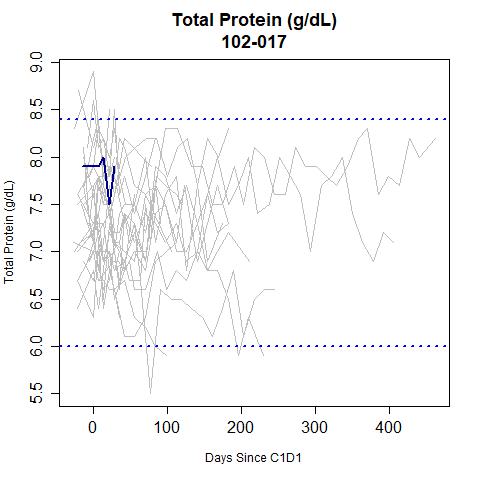 Total Protein (g/dL)
102-017
Total Protein (g/dL)
9.0
8.5
8.0
7.5
7.0
6.5
6.0
5.5
0 100 200 300 400
Days Since C1D1